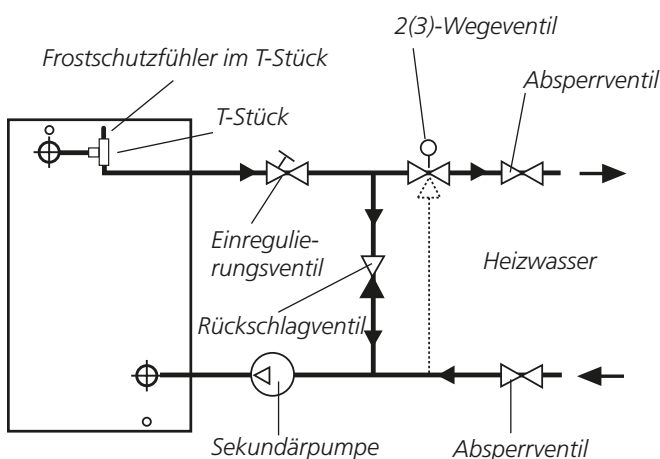 2(3)-Wegeventil
Frostschutzfühler im T-Stück
Absperrventil
T-Stück
Einregulie-
rungsventil
Heizwasser
Rückschlagventil
Sekundärpumpe
Absperrventil